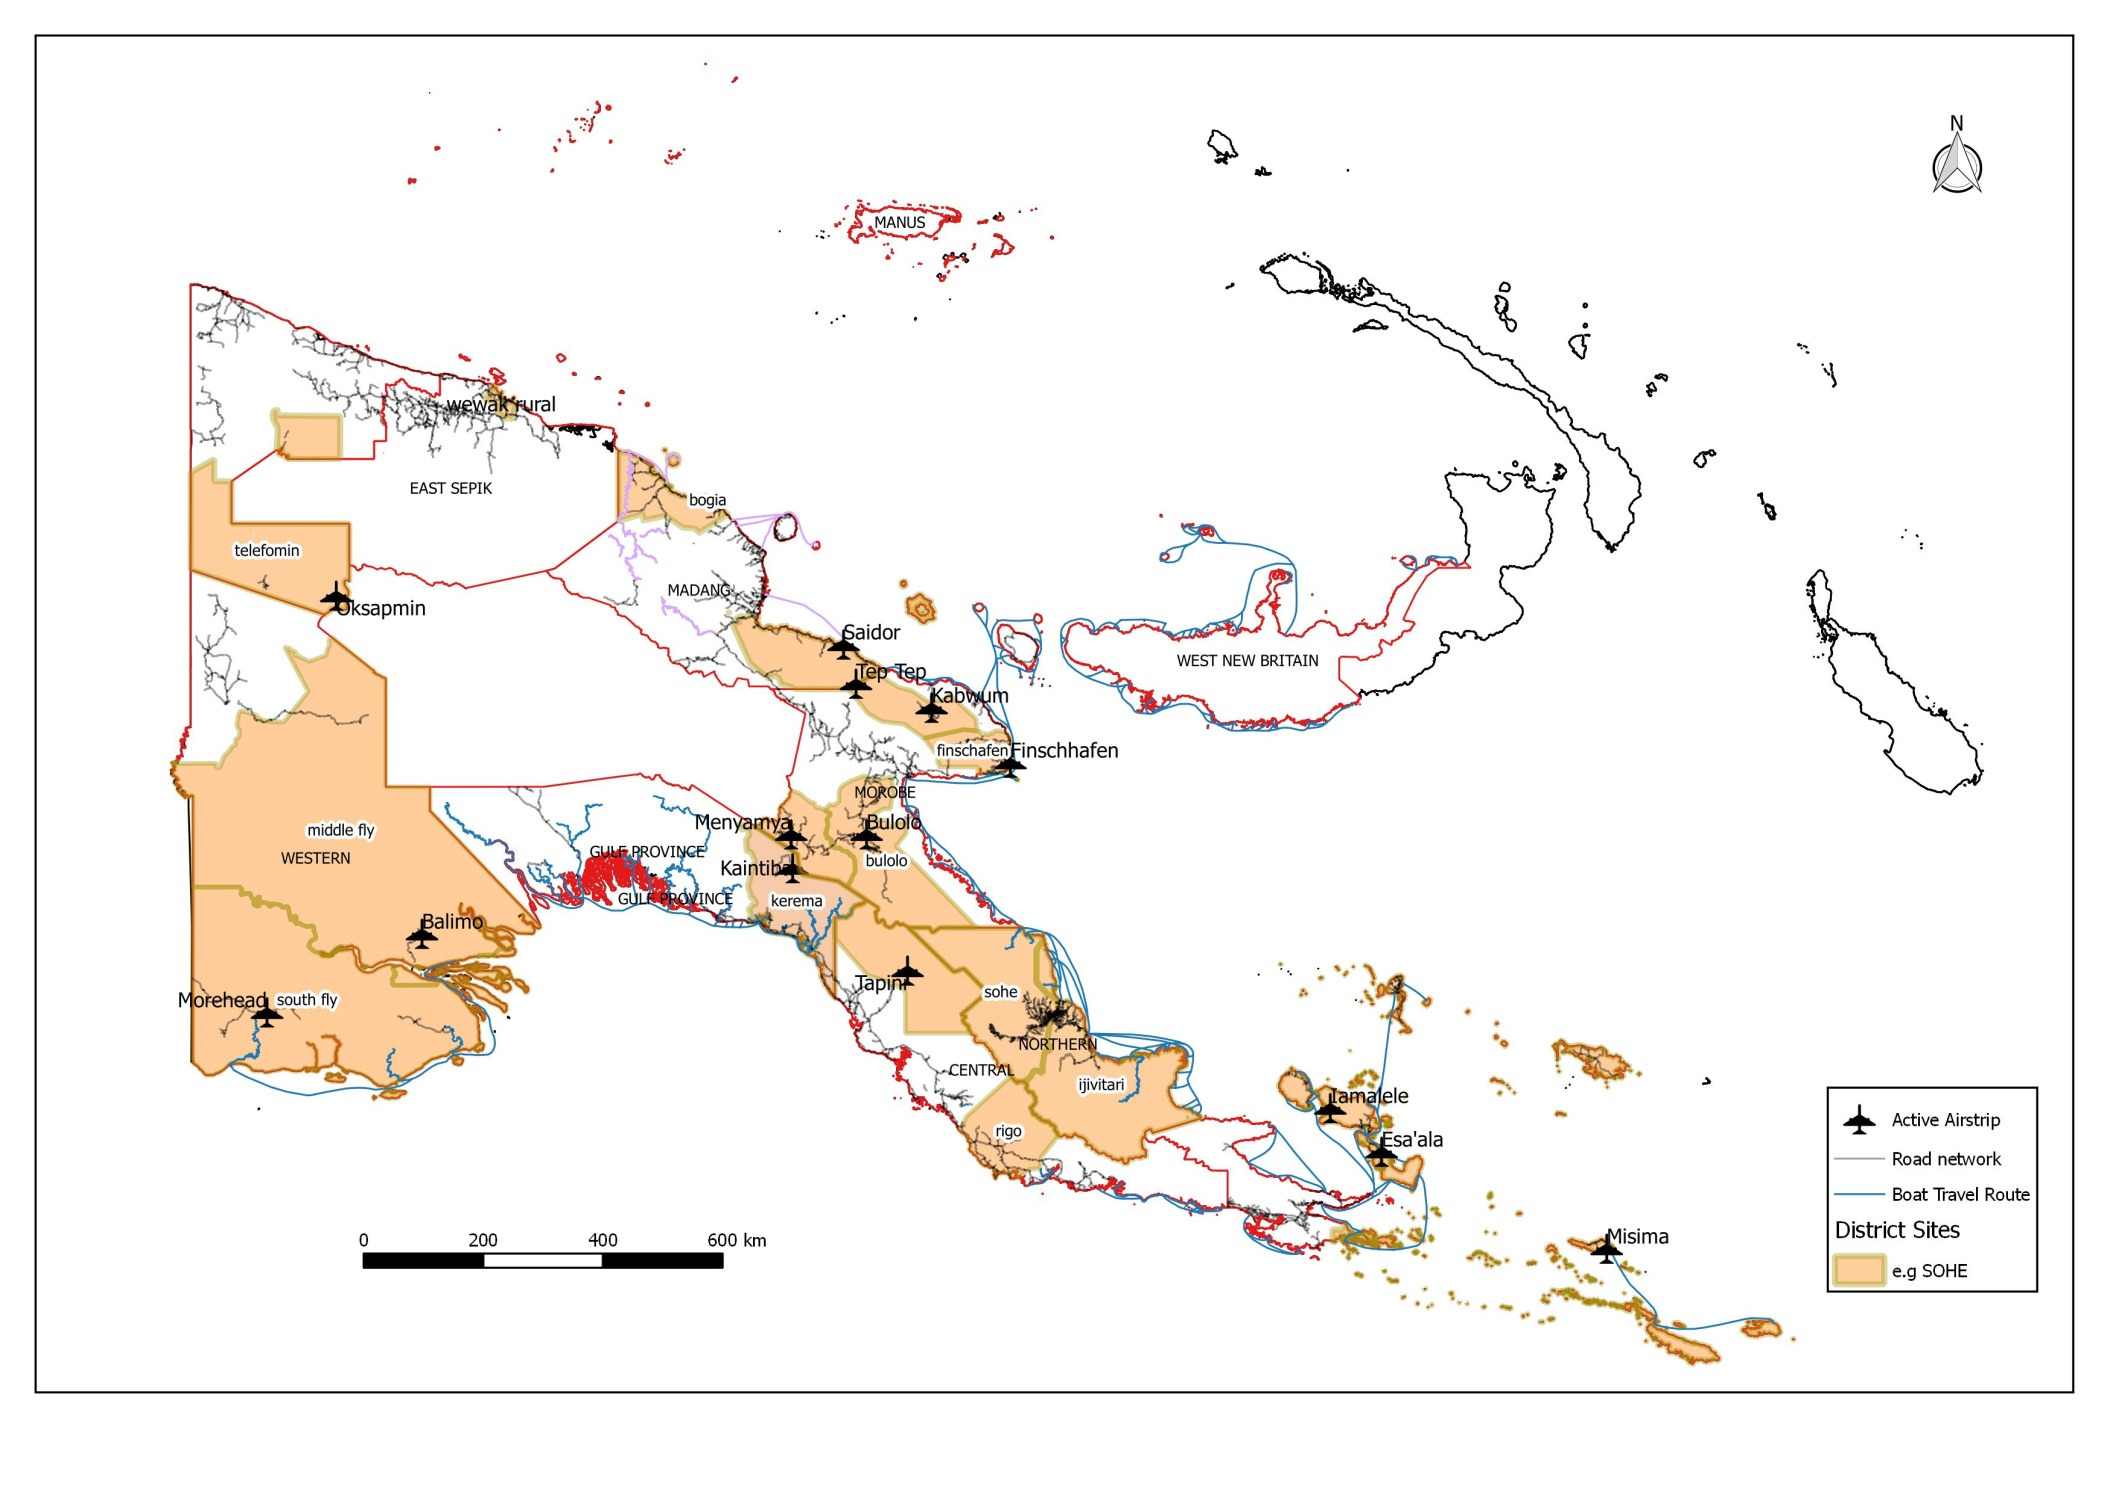 N
MANUS
wewak rural
EAST SEPIK
bogia
telefomin
MADANG
Oksapmin
Saidor
WEST NEW BRITAIN
Tep Tep
Kabwum
finschafen
Finschhafen
MOROBE
Menyamya
Bulolo
middle fly
GULF PROVINCE
WESTERN
bulolo
Kaintiba
GULF PROVINCE
kerema
Balimo
Tapini
sohe
Morehead
south fly
NORTHERN
CENTRAL
ijivitari
Iamalele
rigo
Esa'ala
Misima
0 200 400 600 km
Active Airstrip
Road network
Boat Travel Route
District Sites
e.g SOHE